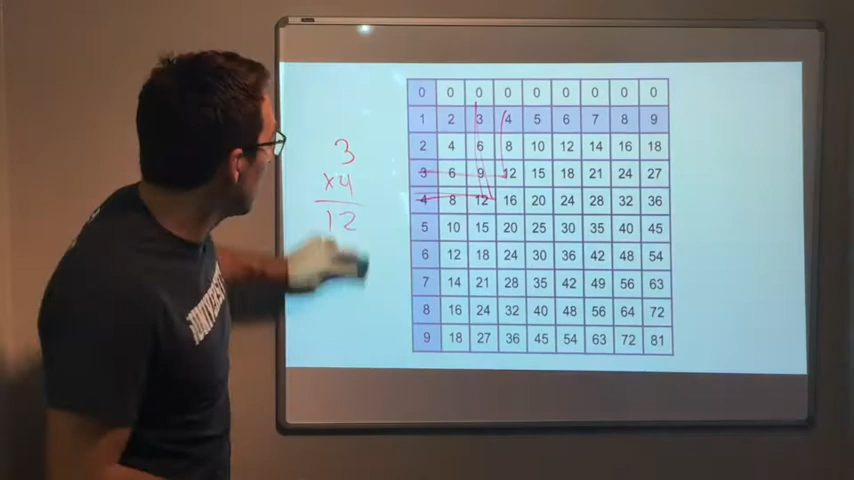 3
×4
12
0 0 0 0 0 0 0 0 0
1 2 3 4 5 6 7 8 9
2 4 6 8 10 12 14 16 18
3 6 9 12 15 18 21 24 27
4 8 12 16 20 24 28 32 36
5 10 15 20 25 30 35 40 45
6 12 18 24 30 36 42 48 54
7 14 21 28 35 42 49 56 63
8 16 24 32 40 48 56 64 72
9 18 27 36 45 54 63 72 81